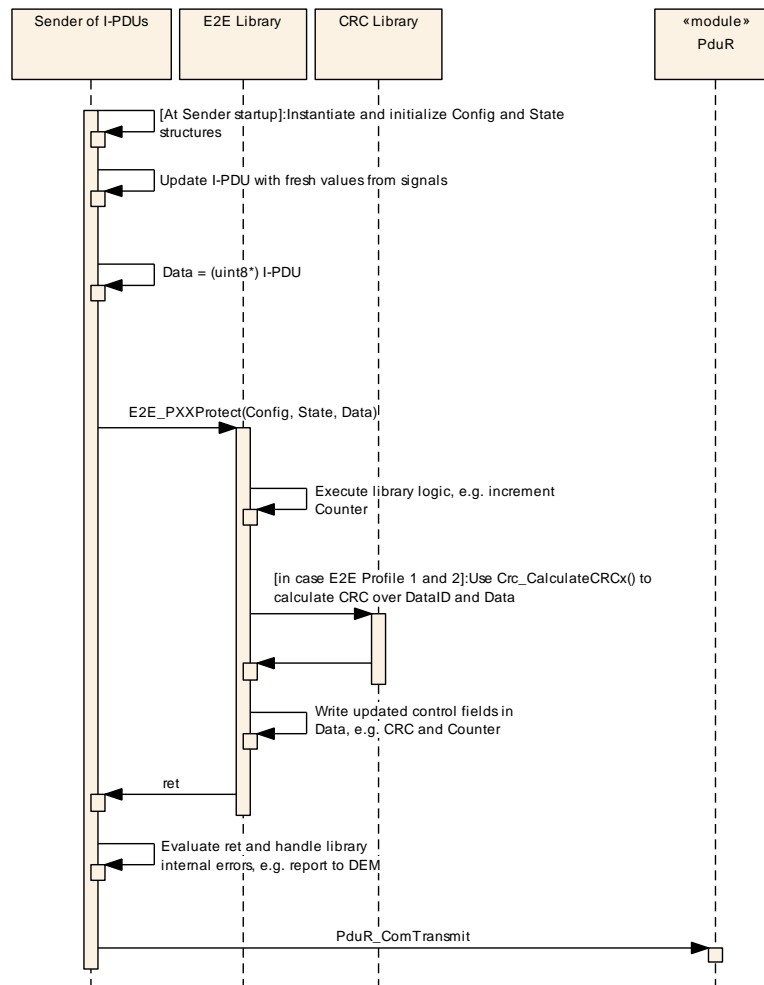 Sender of I-PDUs
E2E Library
CRC Library
«module»
PduR
[At Sender startup]:Instantiate and initialize Config and State
structures
Update I-PDU with fresh values from signals
Data = (uint8*) I-PDU
E2E_PXXProtect(Config, State, Data)
Execute library logic, e.g. increment
Counter
[in case E2E Profile 1 and 2]:Use Crc_CalculateCRCx() to
calculate CRC over DataID and Data
Write updated control fields in
Data, e.g. CRC and Counter
ret
Evaluate ret and handle library
internal errors, e.g. report to DEM
PduR_ComTransmit